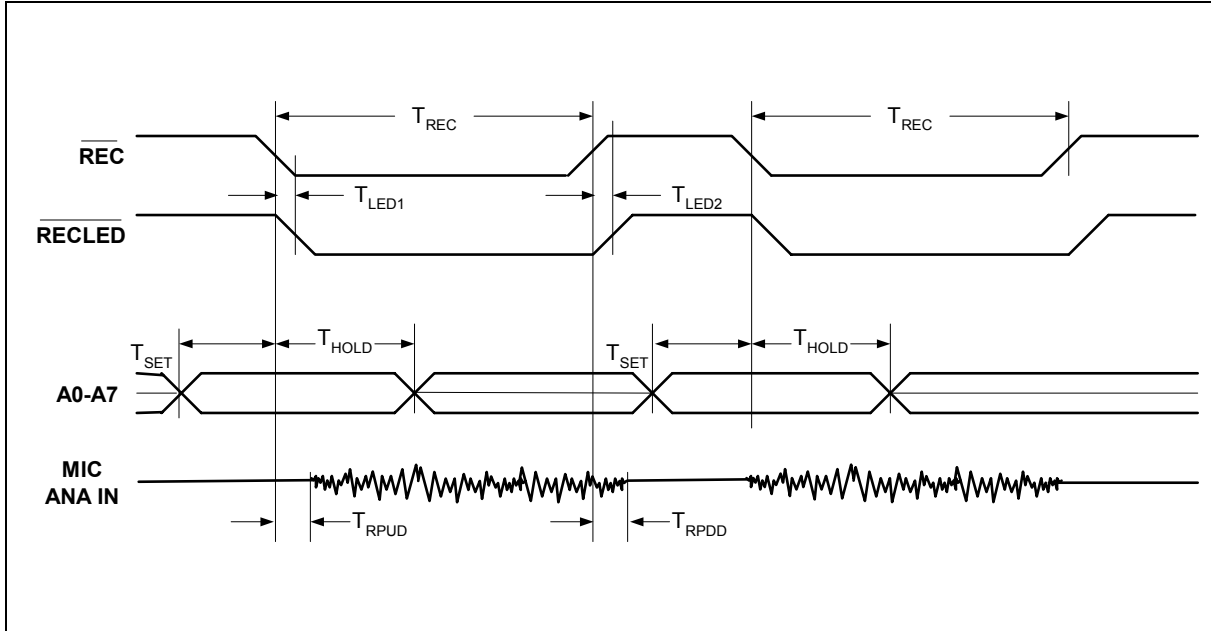 T_REC T_REC
REC
T_LED1 T_LED2
RECLED
T_HOLD T_HOLD
T_SET T_SET
A0-A7
MIC
ANA IN
T_RPUD T_RPDD